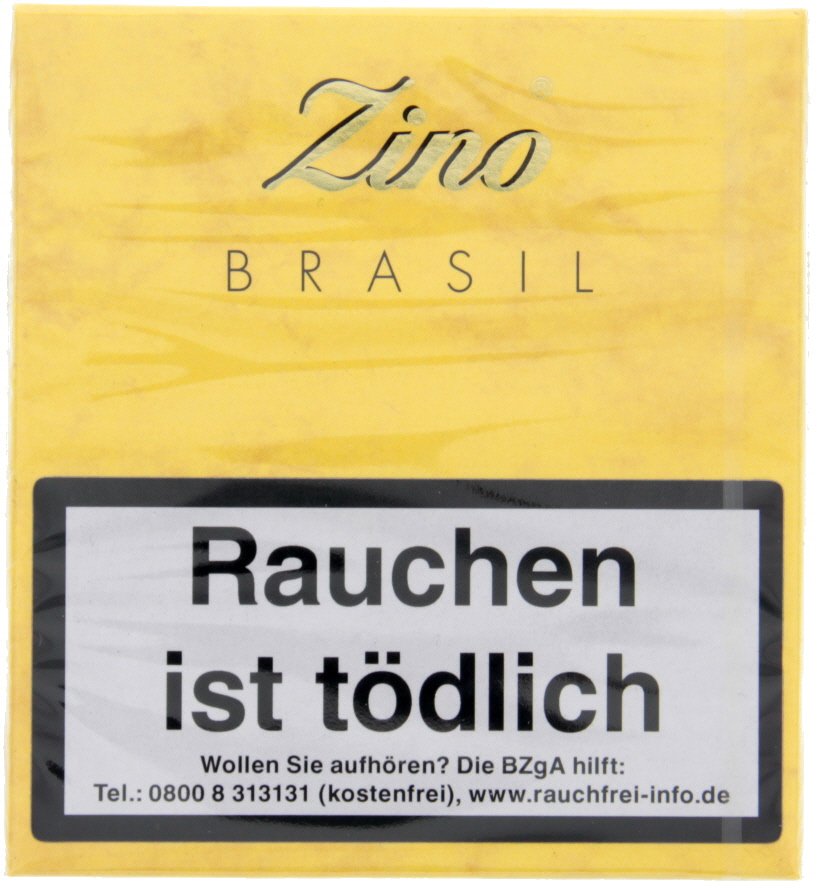 Zino
BRASIL
Rauchen
ist tödlich
Wollen Sie aufhören? Die BZgA hilft:
Tel.: 0800 8 313131 (kostenfrei), www.rauchfrei-info.de